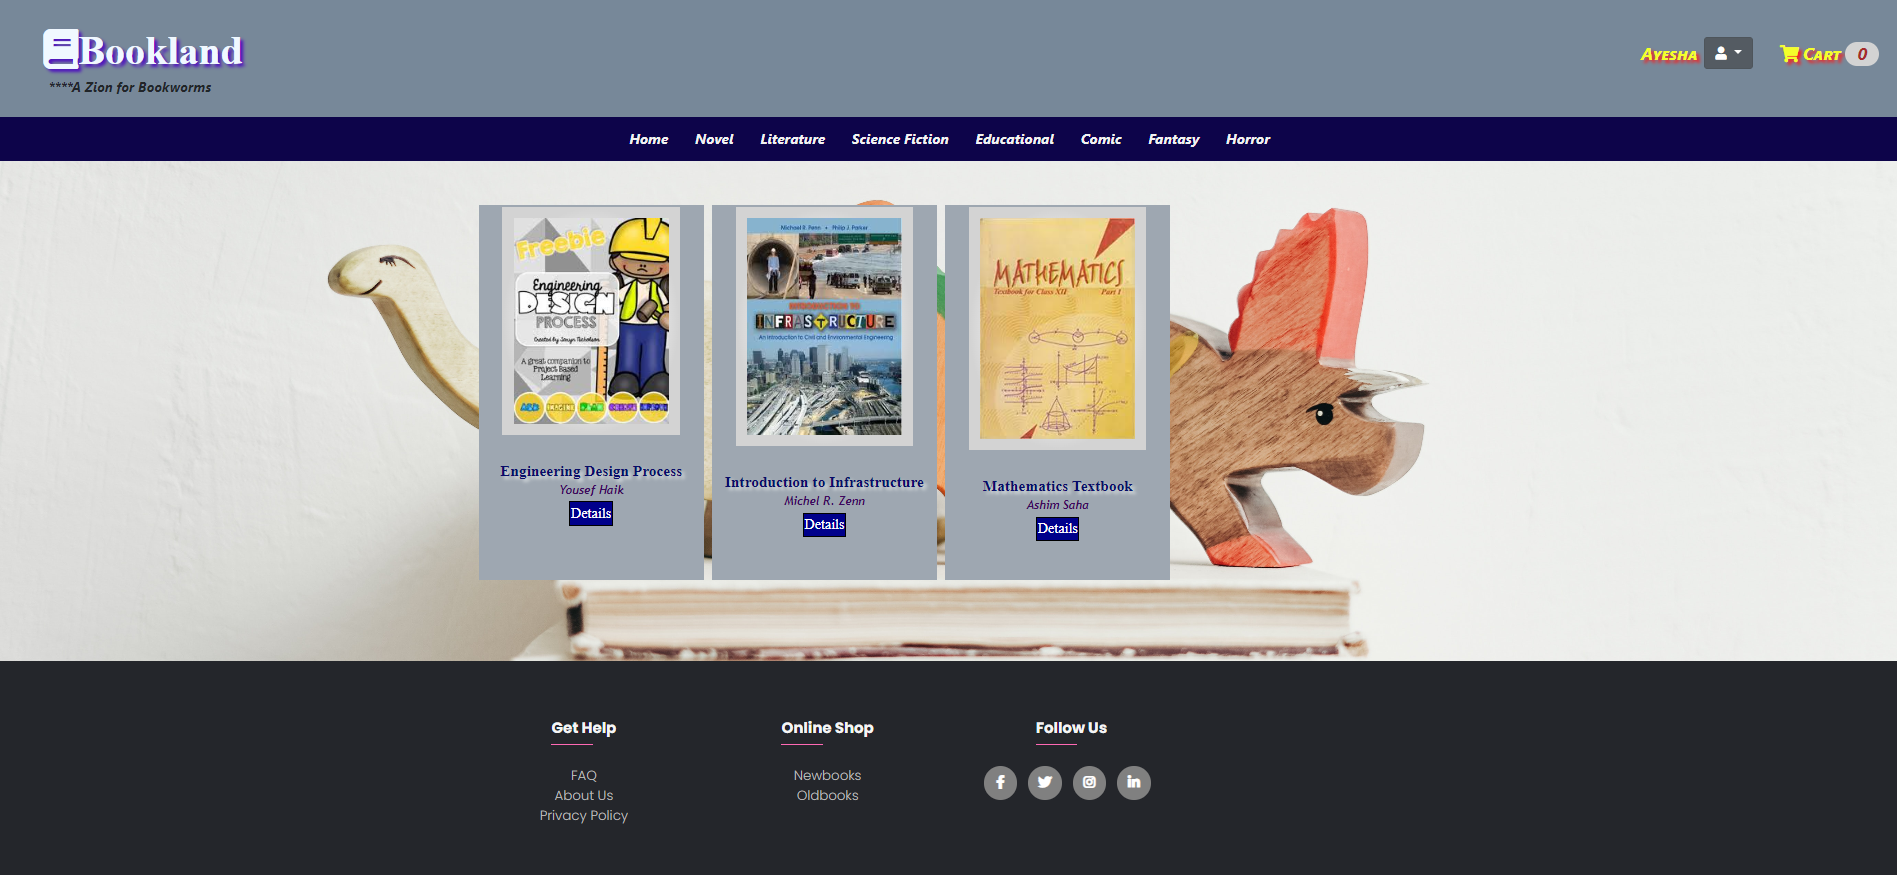 Bookland
****A Zion for Bookworms
Ayesha
Cart 0
Home Novel Literature Science Fiction Educational Comic Fantasy Horror
Freebie
Engineering
DESIGN
PROCESS
A great companion to
Project Based
Learning
Engineering Design Process
Yousef Haik
Details
Michael R. Penn • Philip J. Parker
INTRODUCTION TO
INFRASTRUCTURE
An Introduction to Civil and Environmental Engineering
Introduction to Infrastructure
Michel R. Zenn
Details
MATHEMATICS
Textbook for Class XII Part I
Mathematics Textbook
Ashim Saha
Details
Get Help
FAQ
About Us
Privacy Policy
Online Shop
Newbooks
Oldbooks
Follow Us